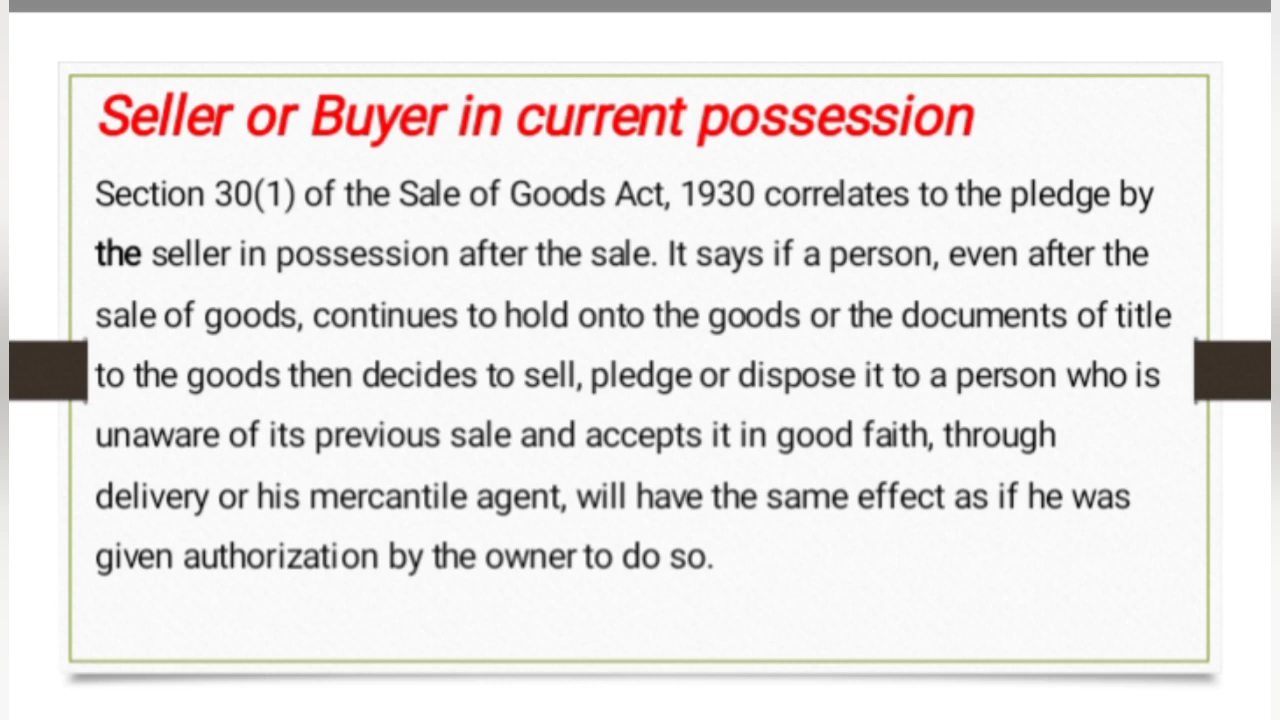 Seller or Buyer in current possession
Section 30(1) of the Sale of Goods Act, 1930 correlates to the pledge by
the seller in possession after the sale. It says if a person, even after the
sale of goods, continues to hold onto the goods or the documents of title
to the goods then decides to sell, pledge or dispose it to a person who is
unaware of its previous sale and accepts it in good faith, through
delivery or his mercantile agent, will have the same effect as if he was
given authorization by the owner to do so.